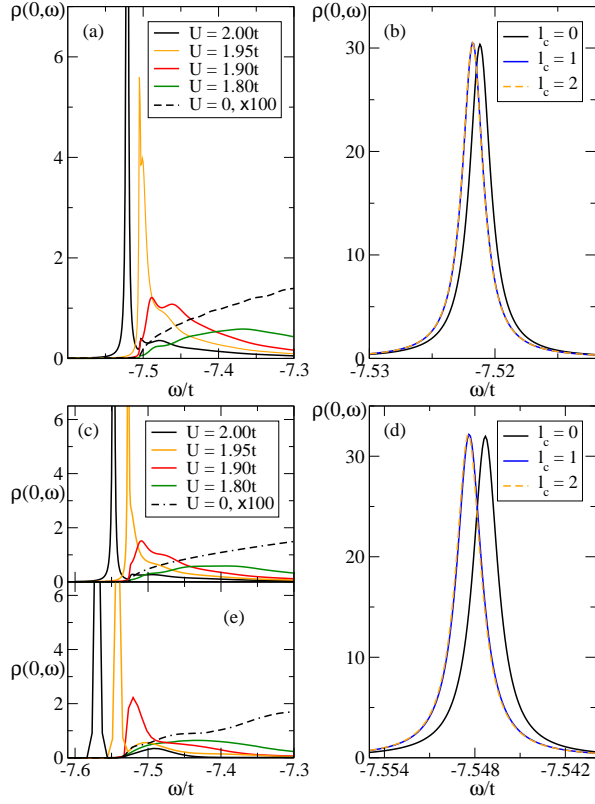 ρ(0,ω)
(a)
U = 2.00t
U = 1.95t
U = 1.90t
U = 1.80t
U = 0, x100
6
4
2
0
-7.5 -7.4 -7.3
ω/t
ρ(0,ω)
(b)
l_c = 0
l_c = 1
l_c = 2
30
20
10
0
-7.53 -7.52
ω/t
ρ(0,ω)
(c)
U = 2.00t
U = 1.95t
U = 1.90t
U = 1.80t
U = 0, x100
6
4
2
0
ρ(0,ω)
(e)
6
4
2
0
-7.6 -7.5 -7.4 -7.3
ω/t
ρ(0,ω)
(d)
l_c = 0
l_c = 1
l_c = 2
30
20
10
0
-7.554 -7.548 -7.542
ω/t